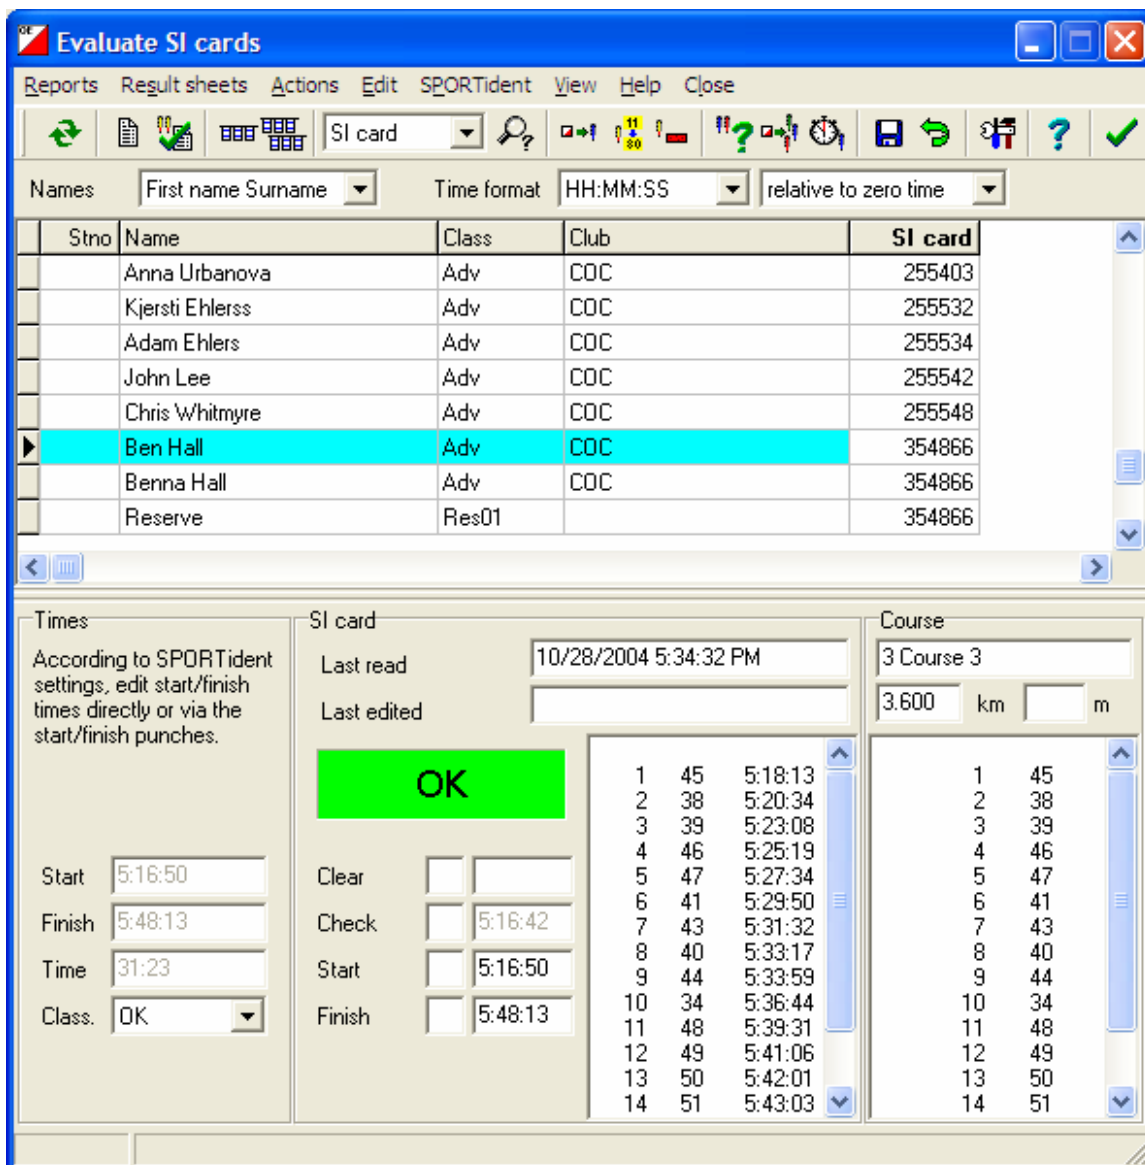 OE
Evaluate SI cards
Reports Result sheets Actions Edit SPORTident View Help Close
SI card
Names First name Surname Time format HH:MM:SS relative to zero time
Stno Name Class Club SI card
Anna Urbanova Adv COC 255403
Kjersti Ehlerss Adv COC 255532
Adam Ehlers Adv COC 255534
John Lee Adv COC 255542
Chris Whitmyre Adv COC 255548
Ben Hall Adv COC 354866
Benna Hall Adv COC 354866
Reserve Res01 354866
Times
According to SPORTident
settings, edit start/finish
times directly or via the
start/finish punches.
Start 5:16:50
Finish 5:48:13
Time 31:23
Class. OK
SI card
Last read 10/28/2004 5:34:32 PM
Last edited
OK
Clear
Check 5:16:42
Start 5:16:50
Finish 5:48:13
1 45 5:18:13
2 38 5:20:34
3 39 5:23:08
4 46 5:25:19
5 47 5:27:34
6 41 5:29:50
7 43 5:31:32
8 40 5:33:17
9 44 5:33:59
10 34 5:36:44
11 48 5:39:31
12 49 5:41:06
13 50 5:42:01
14 51 5:43:03
Course
3 Course 3
3.600 km m
1 45
2 38
3 39
4 46
5 47
6 41
7 43
8 40
9 44
10 34
11 48
12 49
13 50
14 51